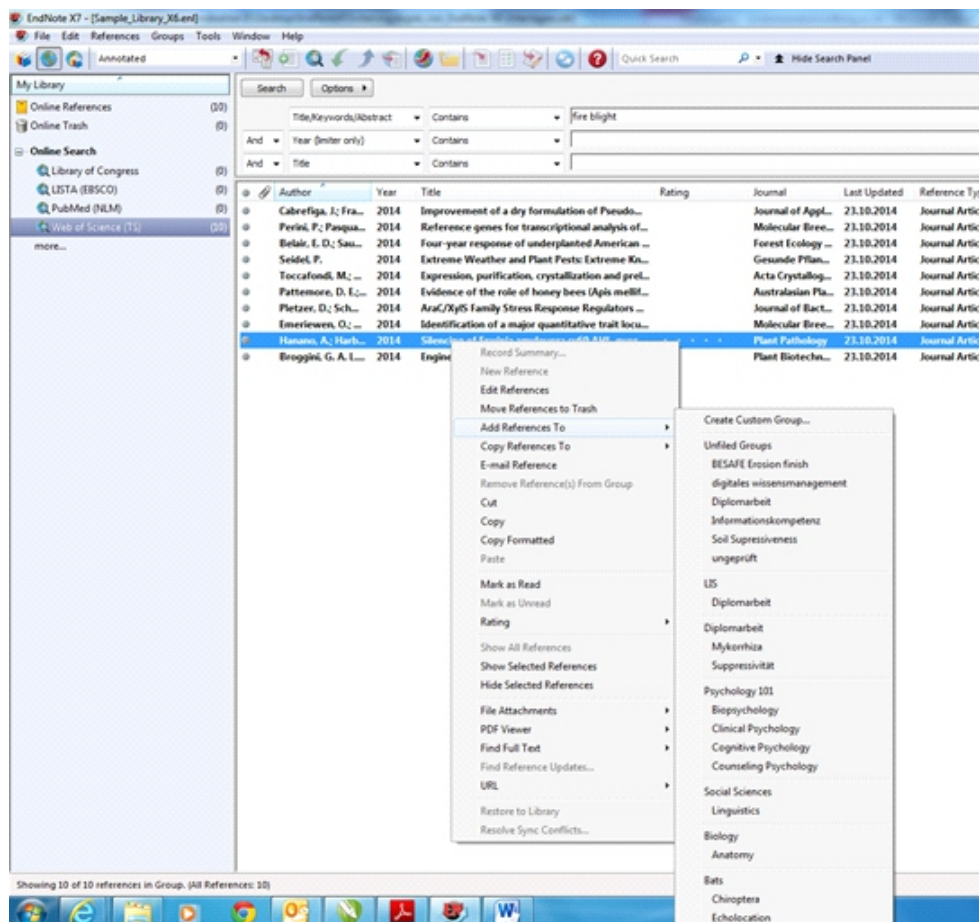 EndNote X7 - [Sample_Library_X6.enl]
File Edit References Groups Tools Window Help
Annotated Quick Search Hide Search Panel
My Library
Online References (10)
Online Trash (0)
Online Search
Library of Congress (0)
LISTA (EBSCO) (0)
PubMed (NLM) (0)
Web of Science (TS) (10)
more...
Search Options
Title/Keywords/Abstract Contains fire blight
And Year (limiter only) Contains
And Title Contains
Author Year Title Rating Journal Last Updated Reference Ty
Cabrefiga, J.; Fra... 2014 Improvement of a dry formulation of Pseudo... Journal of Appl... 23.10.2014 Journal Artic
Perini, P.; Pasqua... 2014 Reference genes for transcriptional analysis of... Molecular Bree... 23.10.2014 Journal Artic
Belair, E. D.; Sau... 2014 Four-year response of underplanted American ... Forest Ecology ... 23.10.2014 Journal Artic
Seidel, P. 2014 Extreme Weather and Plant Pests: Extreme Kn... Gesunde Pflan... 23.10.2014 Journal Artic
Toccafondi, M.; ... 2014 Expression, purification, crystallization and prel... Acta Crystallog... 23.10.2014 Journal Artic
Pattemore, D. E.;... 2014 Evidence of the role of honey bees (Apis mellif... Australasian Pla... 23.10.2014 Journal Artic
Pletzer, D.; Sch... 2014 AraC/XylS Family Stress Response Regulators ... Journal of Bact... 23.10.2014 Journal Artic
Emeriewen, O.; ... 2014 Identification of a major quantitative trait locu... Molecular Bree... 23.10.2014 Journal Artic
Hanano, A.; Harb... 2014 Silencing of Erwinia amylovora Plant Pathology 23.10.2014 Journal Artic
Broggini, G. A. L.... 2014 Engine Plant Biotechn... 23.10.2014 Journal Artic
Record Summary...
New Reference
Edit References
Move References to Trash
Add References To
Copy References To
E-mail Reference
Remove Reference(s) From Group
Cut
Copy
Copy Formatted
Paste
Mark as Read
Mark as Unread
Rating
Show All References
Show Selected References
Hide Selected References
File Attachments
PDF Viewer
Find Full Text
Find Reference Updates...
URL
Restore to Library
Resolve Sync Conflicts...
Create Custom Group...
Unfiled Groups
BESAFE Erosion finish
digitales wissensmanagement
Diplomarbeit
Informationskompetenz
Soil Supressiveness
ungeprüft
LIS
Diplomarbeit
Diplomarbeit
Mykorrhiza
Suppressivität
Psychology 101
Biopsychology
Clinical Psychology
Cognitive Psychology
Counseling Psychology
Social Sciences
Linguistics
Biology
Anatomy
Bats
Chiroptera
Echolocation
Showing 10 of 10 references in Group. (All References: 10)